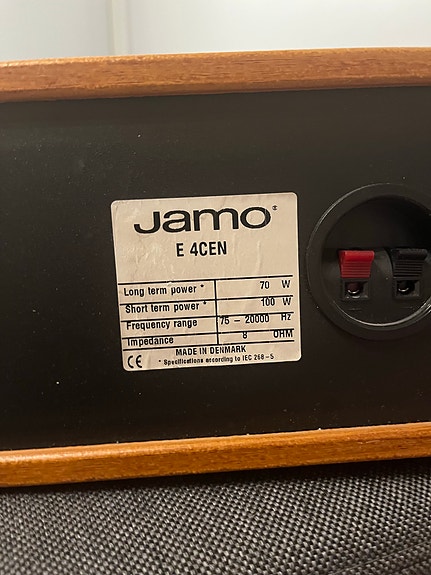 Jamo®
E 4CEN
Long term power * 70 W
Short term power * 100 W
Frequency range 75 – 20000 Hz
Impedance 8 OHM
MADE IN DENMARK
CE * Specifications according to IEC 268 – 5